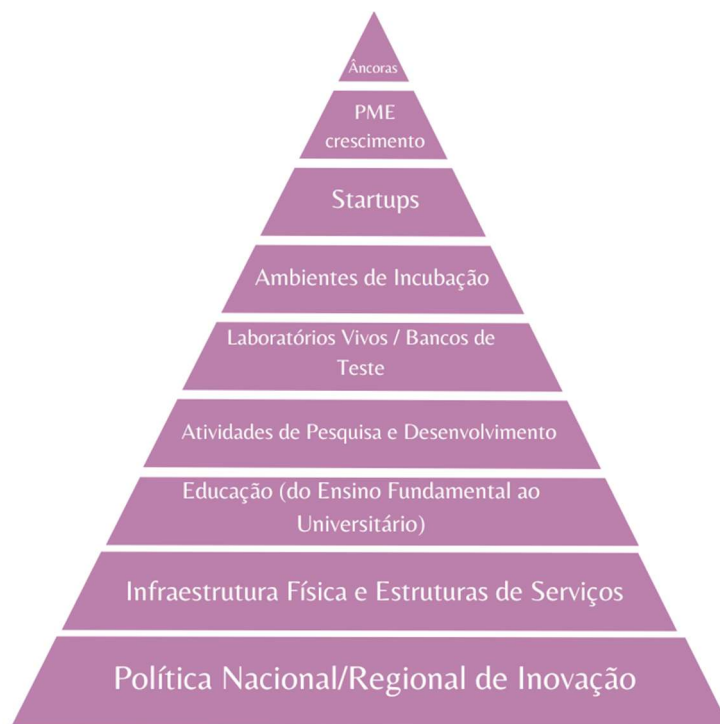 Âncoras
PME
crescimento
Startups
Ambientes de Incubação
Laboratórios Vivos / Bancos de
Teste
Atividades de Pesquisa e Desenvolvimento
Educação (do Ensino Fundamental ao
Universitário)
Infraestrutura Física e Estruturas de Serviços
Política Nacional/Regional de Inovação